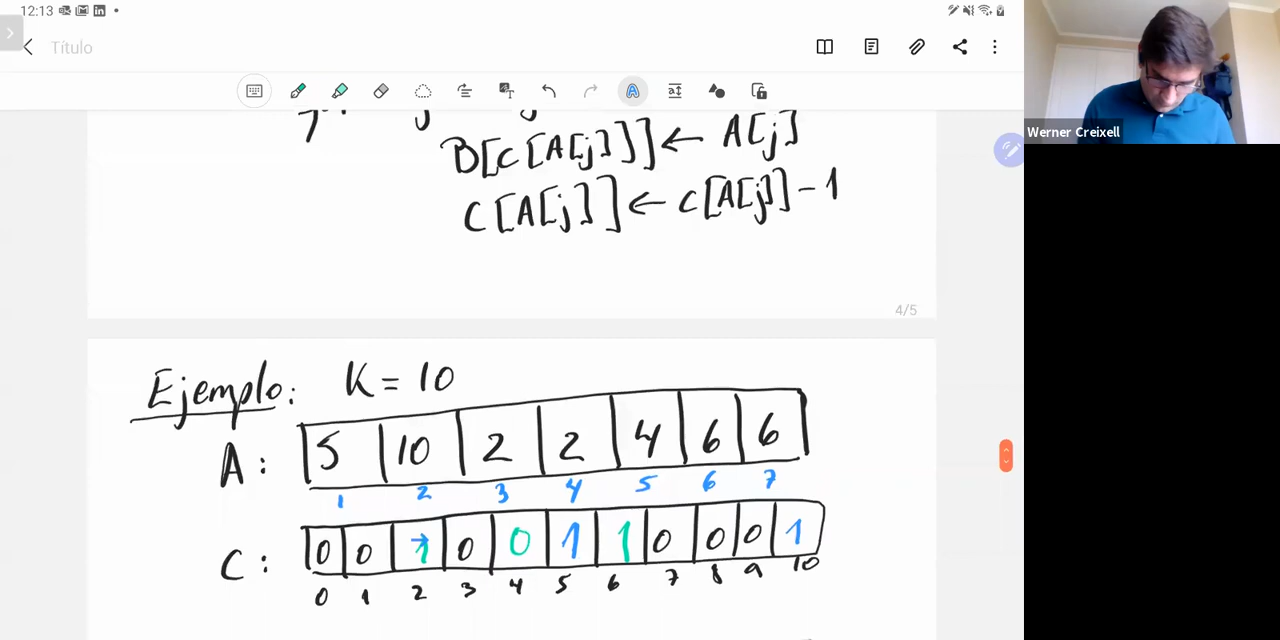 12:13
Título
B[C[A[j]]] ← A[j]
C[A[j]] ← C[A[j]] - 1
4/5
Ejemplo: K = 10
A: 5 10 2 2 4 6 6
1 2 3 4 5 6 7
C: 0 0 1 0 0 1 1 0 0 0 1
0 1 2 3 4 5 6 7 8 9 10
Werner Creixell